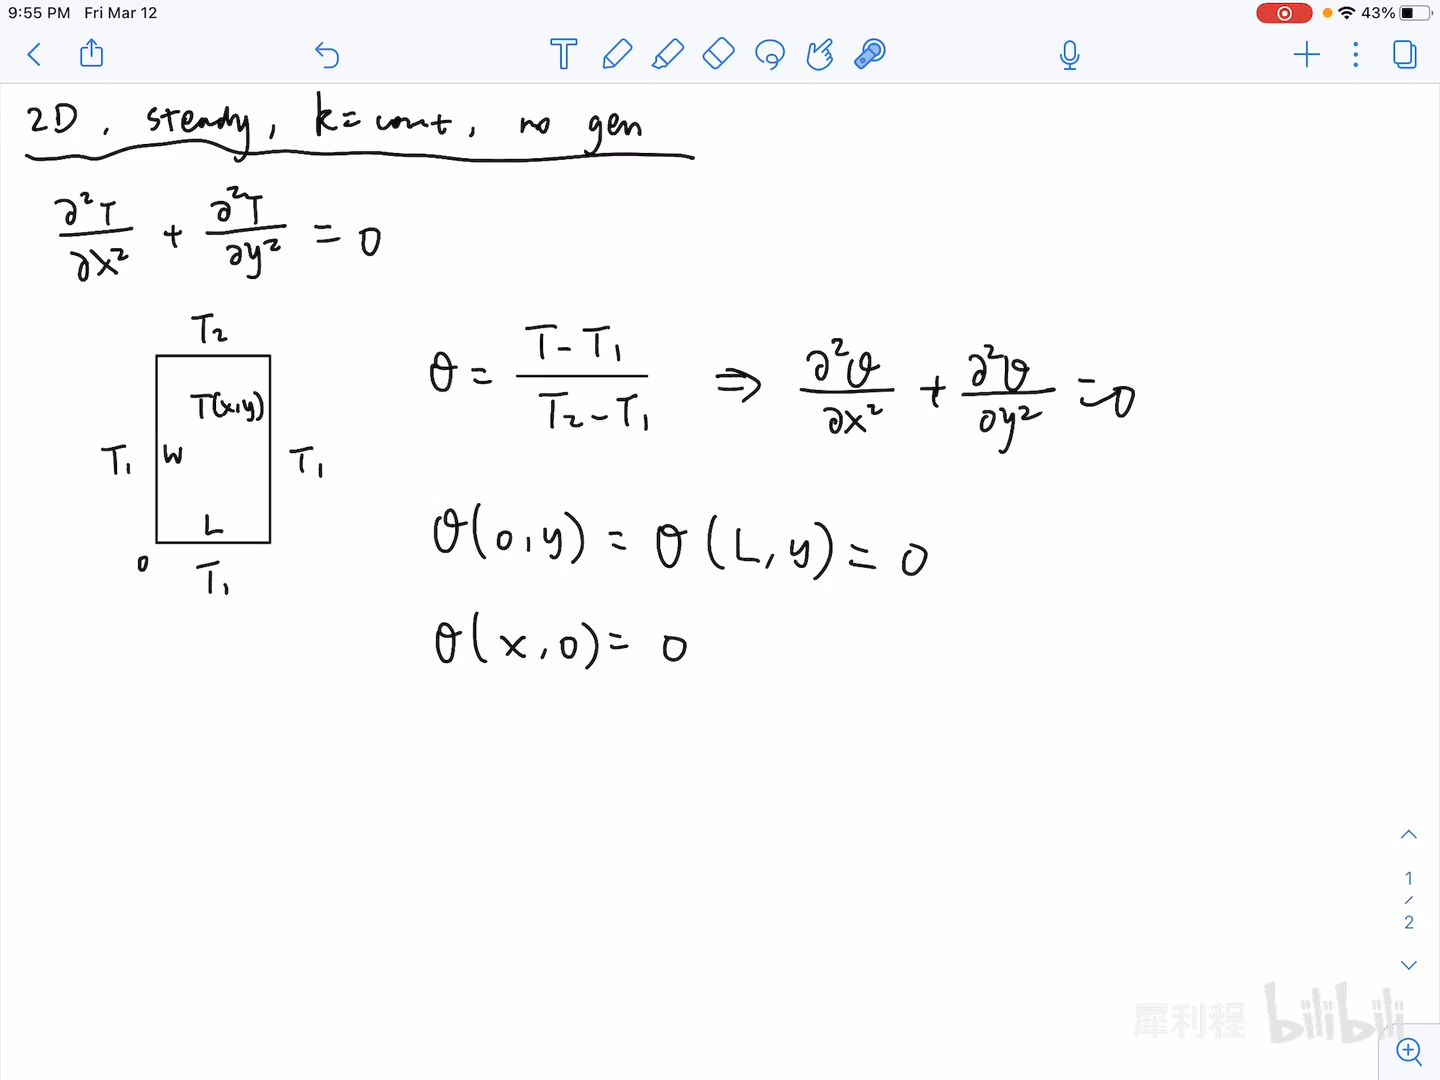 9:55 PM Fri Mar 12
43%
2D, steady, k=const, no gen
∂²T/∂x² + ∂²T/∂y² = 0
T₂
T(x,y)
T₁ W T₁
L
0
T₁
θ = (T-T₁)/(T₂-T₁) ⇒ ∂²θ/∂x² + ∂²θ/∂y² = 0
θ(0,y) = θ(L,y) = 0
θ(x,0) = 0
1
/
2
犀利程 bilibili